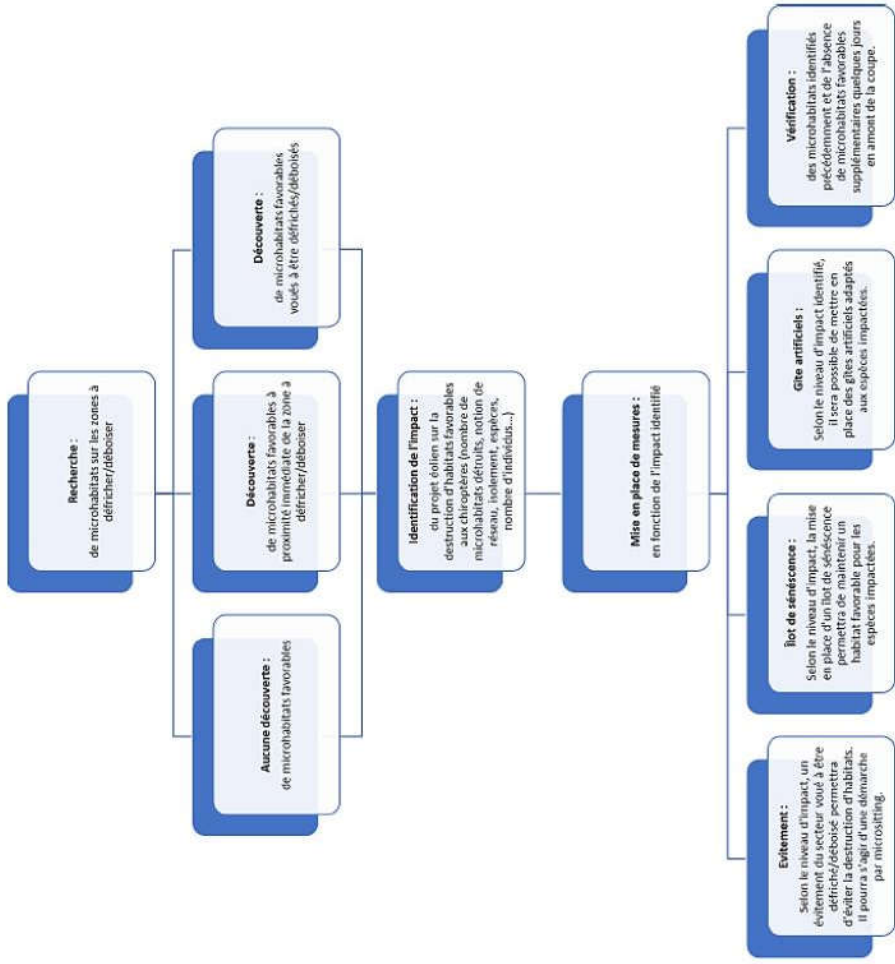 Recherche :
de microhabitats sur les zones à
défricher/déboiser
Aucune découverte :
de microhabitats favorables
Découverte :
de microhabitats favorables à
proximité immédiate de la zone à
défricher/déboiser
Découverte :
de microhabitats favorables
voués à être défrichés/déboisés
Identification de l'impact :
du projet éolien sur la
destruction d'habitats favorables
aux chiroptères (nombre de
microhabitats détruits, notion de
réseau, isolement, espèces,
nombre d'individus...)
Mise en place de mesures :
en fonction de l'impact identifié
Evitement :
Selon le niveau d'impact, un
évitement du secteur voué à être
défriché/déboisé permettra
d'éviter la destruction d'habitats.
Il pourra s'agir d'une démarche
par micrositting.
Îlot de sénéscence :
Selon le niveau d'impact, la mise
en place d'un îlot de sénéscence
permettra de maintenir un
habitat favorable pour les
espèces impactées.
Gîte artificiels :
Selon le niveau d'impact identifié,
il sera possible de mettre en
place des gîtes artificiels adaptés
aux espèces impactées.
Vérification :
des microhabitats identifiés
précédemment et de l'absence
de microhabitats favorables
supplémentaires quelques jours
en amont de la coupe.